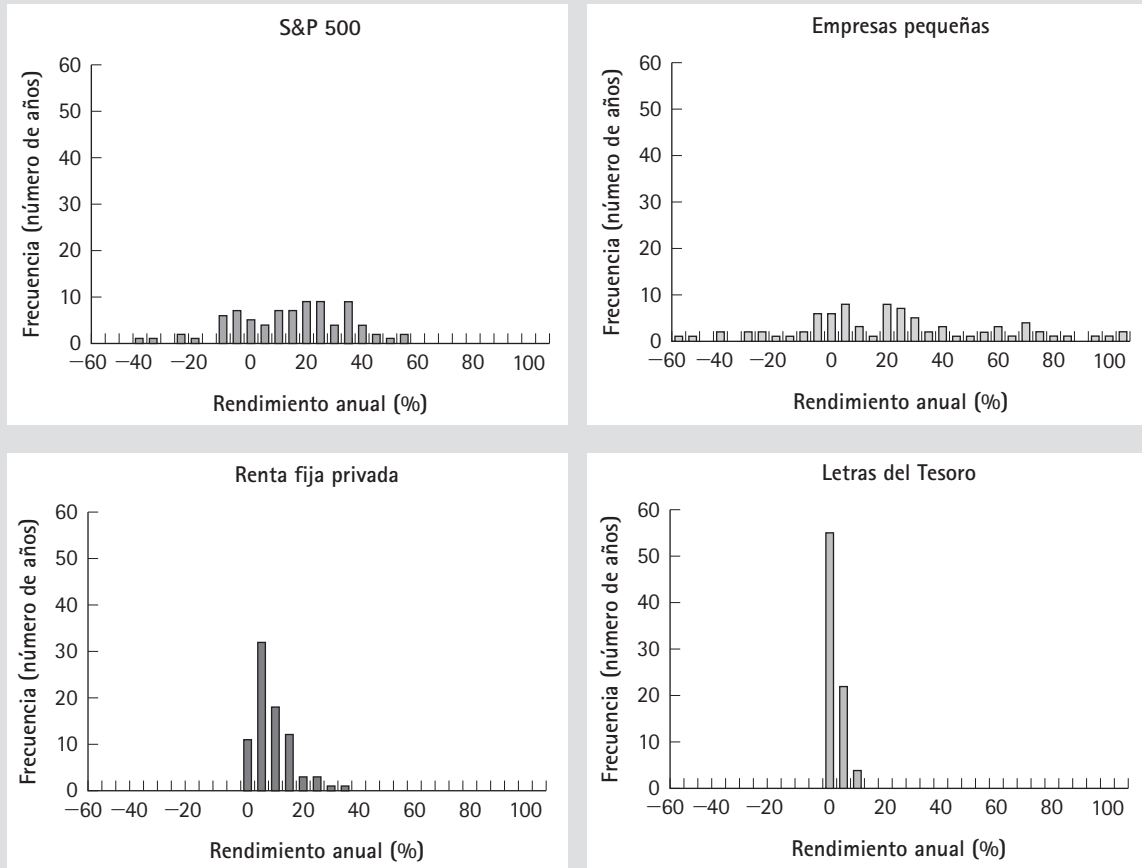 S&P 500
Frecuencia (número de años)
60
50
40
30
20
10
0
−60 −40 −20 0 20 40 60 80 100
Rendimiento anual (%)
Empresas pequeñas
Frecuencia (número de años)
60
50
40
30
20
10
0
−60 −40 −20 0 20 40 60 80 100
Rendimiento anual (%)
Renta fija privada
Frecuencia (número de años)
60
50
40
30
20
10
0
−60 −40 −20 0 20 40 60 80 100
Rendimiento anual (%)
Letras del Tesoro
Frecuencia (número de años)
60
50
40
30
20
10
0
−60 −40 −20 0 20 40 60 80 100
Rendimiento anual (%)